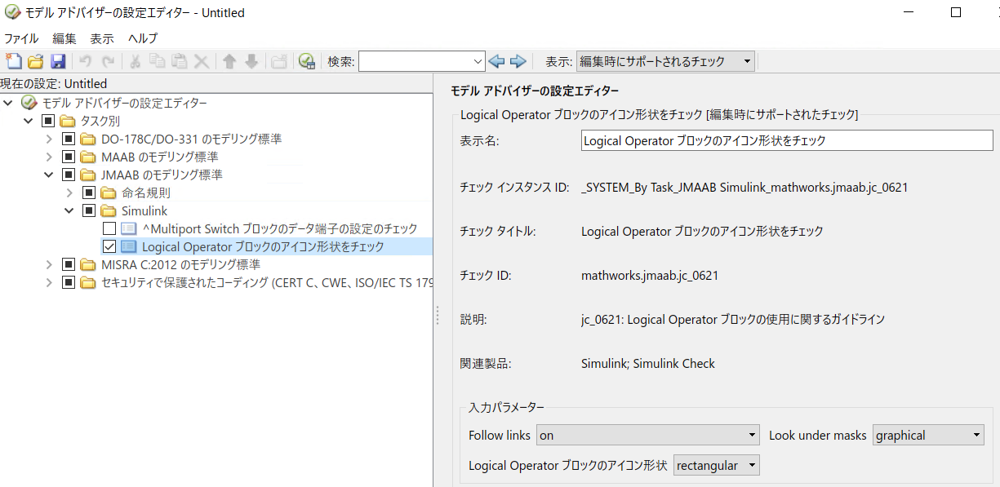 モデル アドバイザーの設定エディター - Untitled
ファイル 編集 表示 ヘルプ
検索: 表示: 編集時にサポートされるチェック
現在の設定: Untitled
モデル アドバイザーの設定エディター
タスク別
DO-178C/DO-331 のモデリング標準
MAAB のモデリング標準
JMAAB のモデリング標準
命名規則
Simulink
^Multiport Switch ブロックのデータ端子の設定のチェック
Logical Operator ブロックのアイコン形状をチェック
MISRA C:2012 のモデリング標準
セキュリティで保護されたコーディング (CERT C、CWE、ISO/IEC TS 179
モデル アドバイザーの設定エディター
Logical Operator ブロックのアイコン形状をチェック [編集時にサポートされたチェック]
表示名: Logical Operator ブロックのアイコン形状をチェック
チェック インスタンス ID: _SYSTEM_By Task_JMAAB Simulink_mathworks.jmaab.jc_0621
チェック タイトル: Logical Operator ブロックのアイコン形状をチェック
チェック ID: mathworks.jmaab.jc_0621
説明: jc_0621: Logical Operator ブロックの使用に関するガイドライン
関連製品: Simulink; Simulink Check
入力パラメーター
Follow links on Look under masks graphical
Logical Operator ブロックのアイコン形状 rectangular